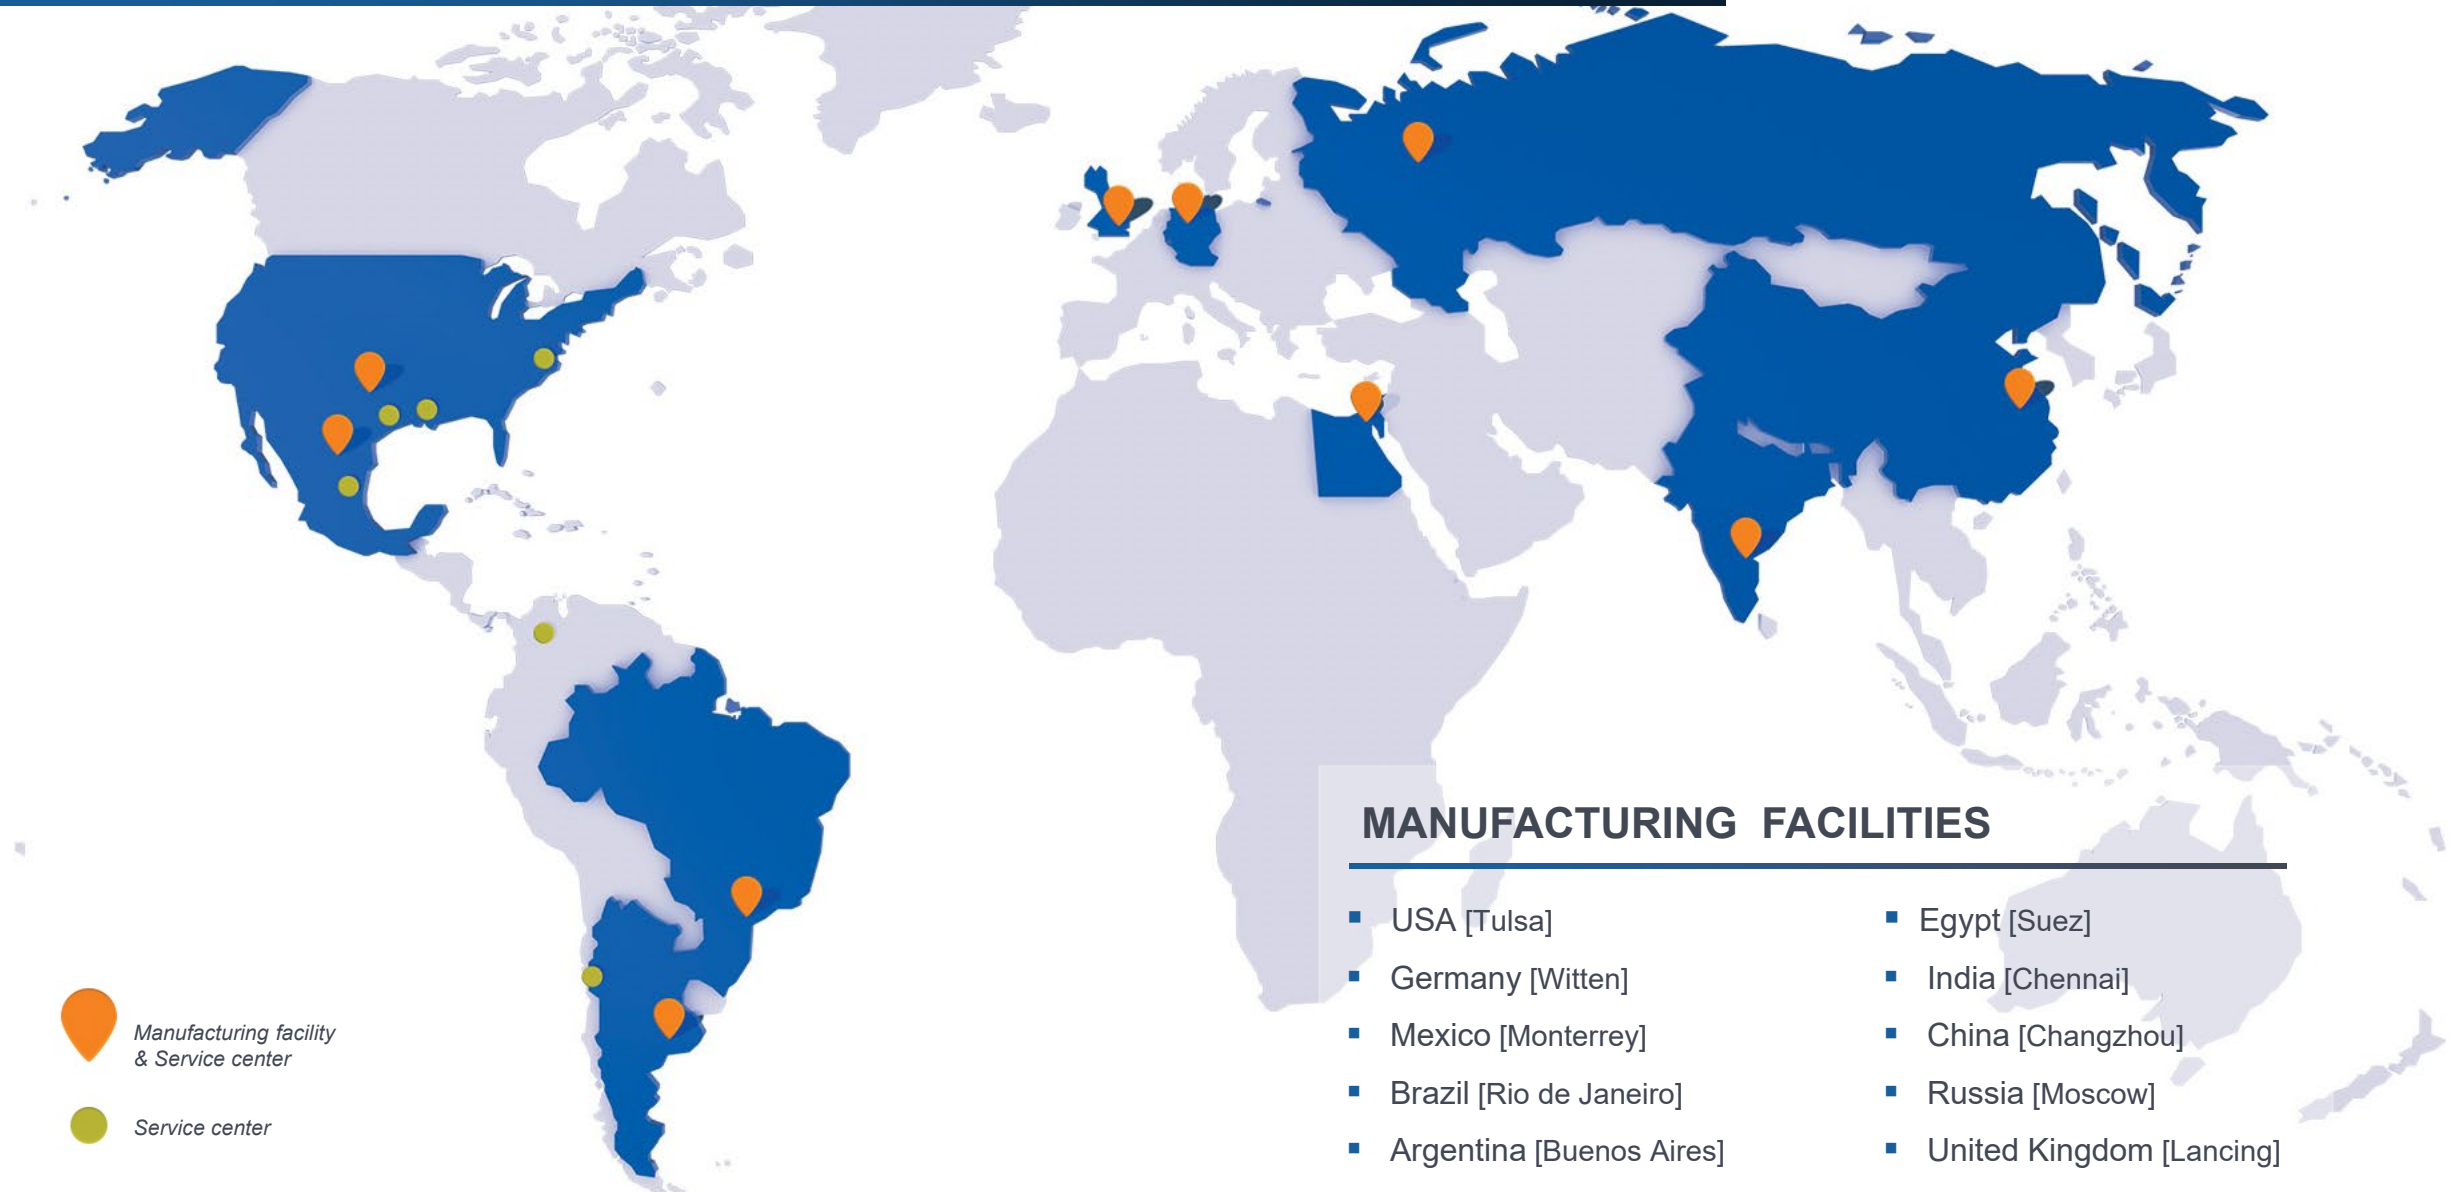 MANUFACTURING FACILITIES
USA [Tulsa]
Germany [Witten]
Mexico [Monterrey]
Brazil [Rio de Janeiro]
Argentina [Buenos Aires]
Egypt [Suez]
India [Chennai]
China [Changzhou]
Russia [Moscow]
United Kingdom [Lancing]
Manufacturing facility
& Service center
Service center